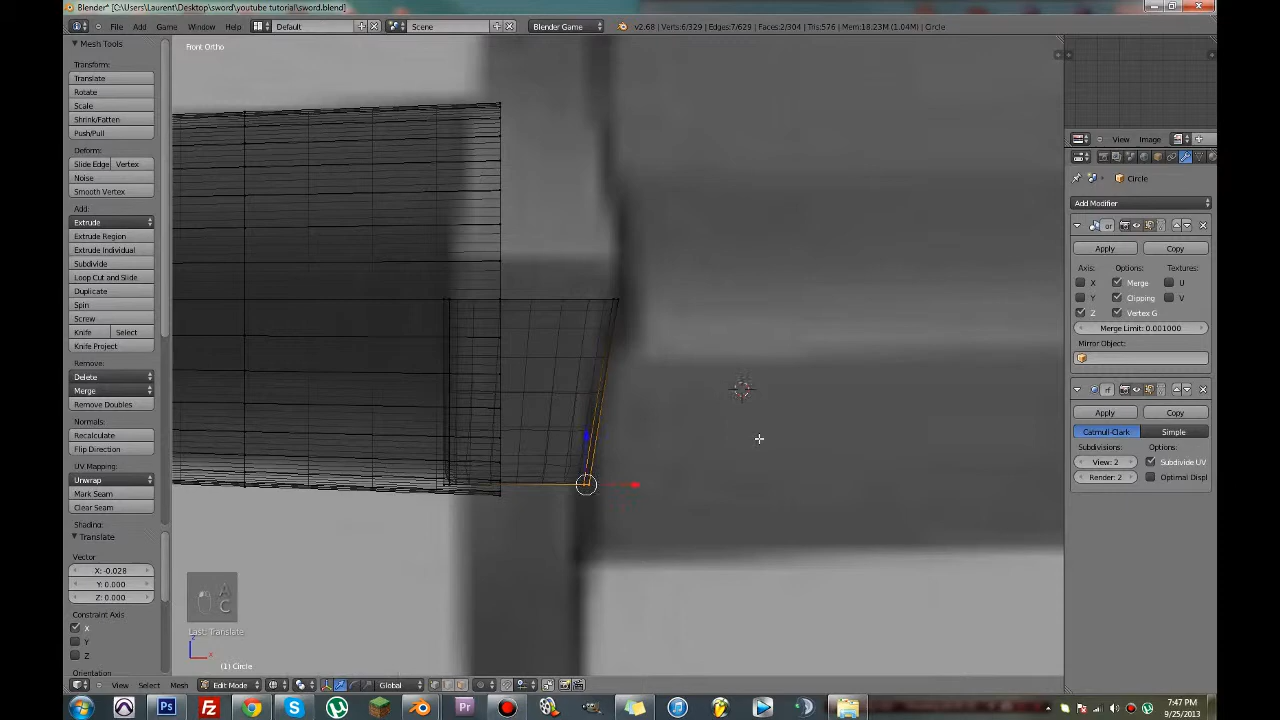 Blender* [C:\Users\Laurent\Desktop\sword\youtube tutorial\sword.blend]
File Add Game Window Help Default Scene Blender Game v2.68 | Verts:6/329 | Edges:7/629 | Faces:2/304 | Tris:576 | Mem:18.23M (1.04M) | Circle
Mesh Tools
Front Ortho
Transform:
Translate
Rotate
Scale
Shrink/Fatten
Push/Pull
Deform:
Slide Edge Vertex
Noise
Smooth Vertex
Add:
Extrude
Extrude Region
Extrude Individual
Subdivide
Loop Cut and Slide
Duplicate
Spin
Screw
Knife Select
Knife Project
Remove:
Delete
Merge
Remove Doubles
Normals:
Recalculate
Flip Direction
UV Mapping:
Unwrap
Mark Seam
Clear Seam
Shading:
Translate
Vector
X: -0.028
Y: 0.000
Z: 0.000
Constraint Axis
X
Y
Z
Orientation
A
C
Last: Translate
z
x
(1) Circle
View Select Mesh Edit Mode Global
View Image
Circle
Add Modifier
Apply Copy
Axis: Options: Textures:
X Merge U
Y Clipping V
Z Vertex G
Merge Limit: 0.001000
Mirror Object:
Apply Copy
Catmull-Clark Simple
Subdivisions: Options:
View: 2 Subdivide UV
Render: 2 Optimal Displ
Ps
Fz
S
Pr
7:47 PM
9/25/2013